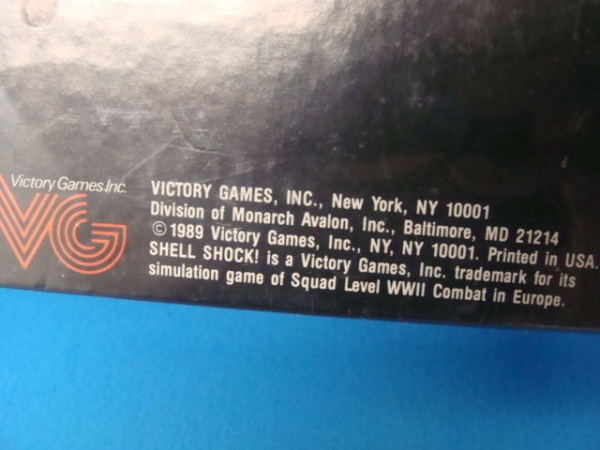 Victory Games, Inc.
VG
VICTORY GAMES, INC., New York, NY 10001
Division of Monarch Avalon, Inc., Baltimore, MD 21214
© 1989 Victory Games, Inc., NY, NY 10001. Printed in USA.
SHELL SHOCK! is a Victory Games, Inc. trademark for its
simulation game of Squad Level WWII Combat in Europe.